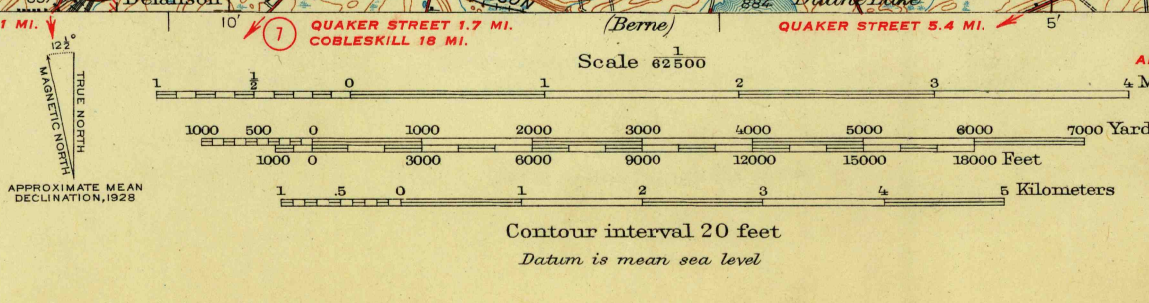 Delanson
10'
(Berne)
884
Duane Lake
5'
1 MI.
7
QUAKER STREET 1.7 MI.
COBLESKILL 18 MI.
QUAKER STREET 5.4 MI.
12½°
TRUE NORTH
MAGNETIC NORTH
APPROXIMATE MEAN
DECLINATION, 1928
Scale 1/62500
1 ½ 0 1 2 3 4 M
1000 500 0 1000 2000 3000 4000 5000 6000 7000 Yard
1000 0 3000 6000 9000 12000 15000 18000 Feet
1 .5 0 1 2 3 4 5 Kilometers
Contour interval 20 feet
Datum is mean sea level